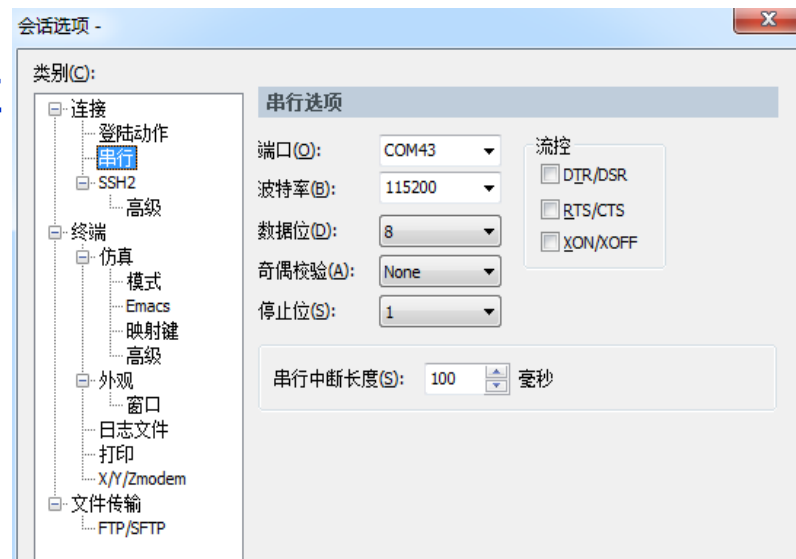 会话选项 -
类别(C):
连接
登陆动作
串行
SSH2
高级
终端
仿真
模式
Emacs
映射键
高级
外观
窗口
日志文件
打印
X/Y/Zmodem
文件传输
FTP/SFTP
串行选项
端口(O): COM43
波特率(B): 115200
数据位(D): 8
奇偶校验(A): None
停止位(S): 1
流控
DTR/DSR
RTS/CTS
XON/XOFF
串行中断长度(S): 100 毫秒